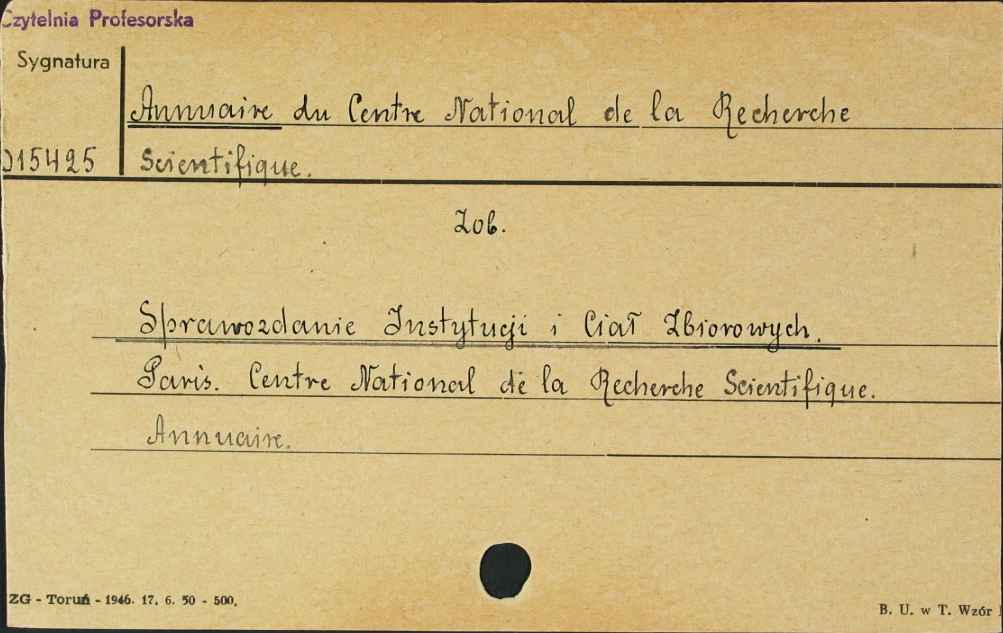 Czytelnia Profesorska
Sygnatura
Annuaire du Centre National de la Recherche
015425 Scientifique.
Zob.
Sprawozdanie Instytucji i Ciał Zbiorowych.
Paris. Centre National de la Recherche Scientifique.
Annuaire.
ZG - Toruń - 1946. 17. 6. 50 - 500.
B. U. w T. Wzór 1